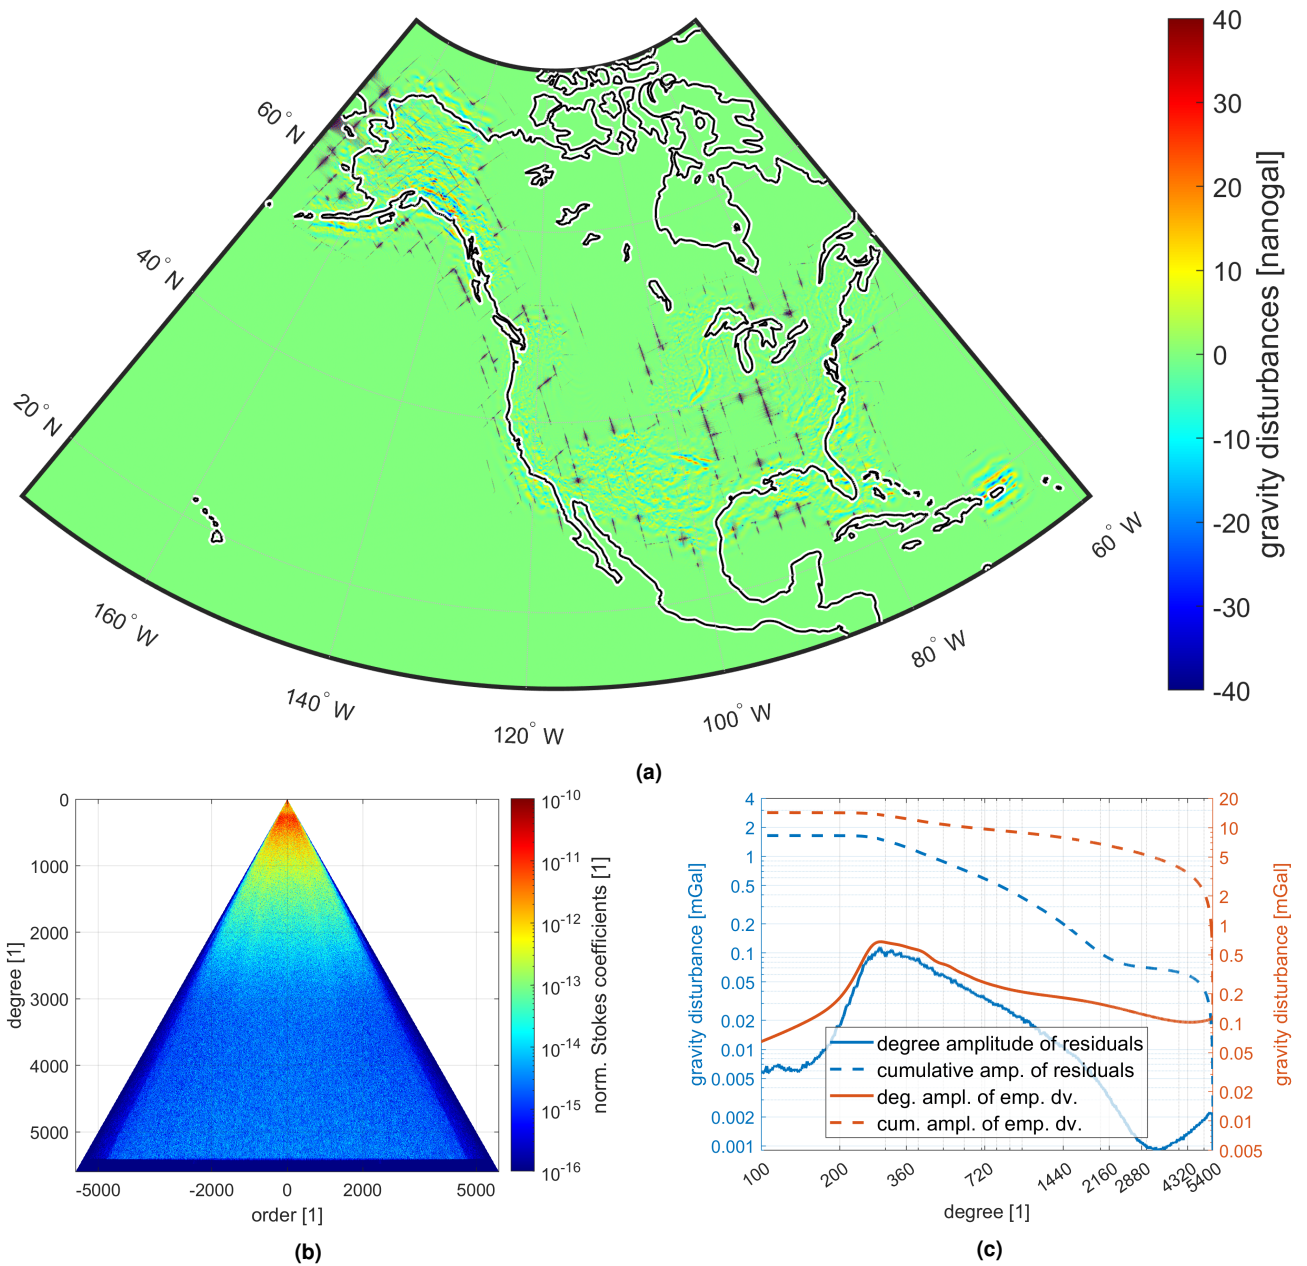 60° N
40° N
20° N
160° W
140° W
120° W
100° W
80° W
60° W
40
30
20
10
0
-10
-20
-30
-40
gravity disturbances [nanogal]
(a)
0
1000
2000
3000
4000
5000
degree [1]
-5000
-2000
0
2000
5000
order [1]
10-10
10-11
10-12
10-13
10-14
10-15
10-16
norm. Stokes coefficients [1]
(b)
4
2
1
0.5
0.2
0.1
0.05
0.02
0.01
0.005
0.002
0.001
gravity disturbance [mGal]
degree amplitude of residuals
cumulative amp. of residuals
deg. ampl. of emp. dv.
cum. ampl. of emp. dv.
20
10
5
2
1
0.5
0.2
0.1
0.05
0.02
0.01
0.005
gravity disturbance [mGal]
100
200
360
720
1440
2160
2880
4320
5400
degree [1]
(c)